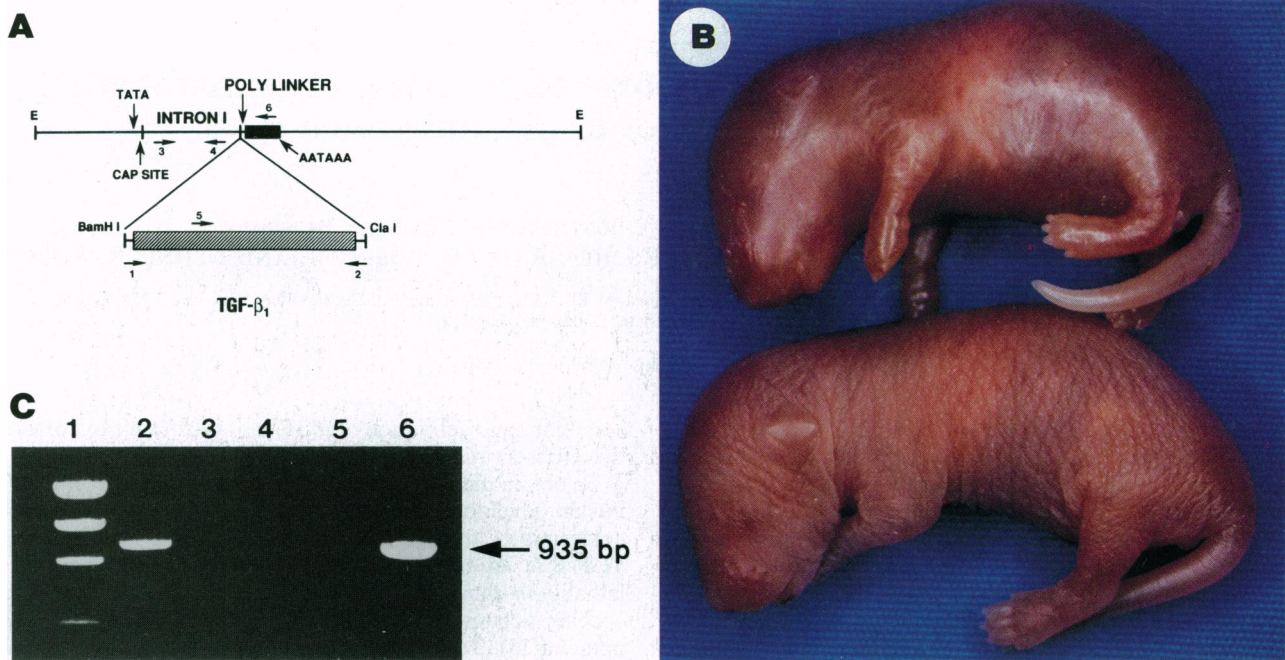 A
TATA
POLY LINKER
E
INTRON I
6
E
3
4
AATAAA
CAP SITE
BamH I
5
Cla I
1
2
TGF-β₁
B
C
1 2 3 4 5 6
935 bp